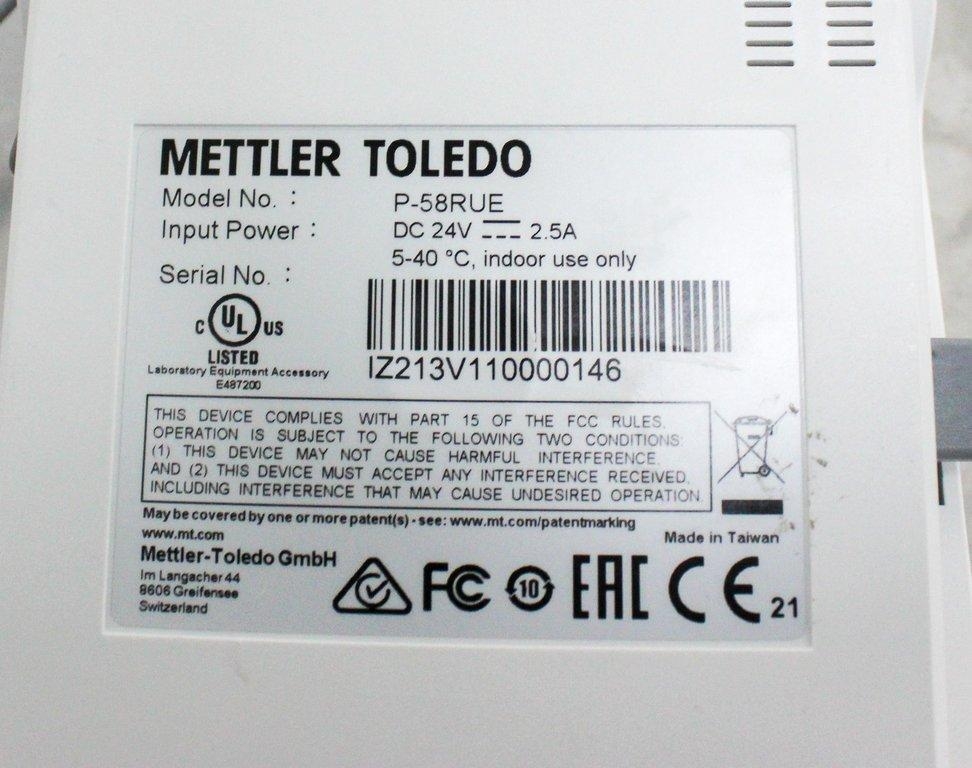 METTLER TOLEDO
Model No. : P-58RUE
Input Power : DC 24V 2.5A
5-40 °C, indoor use only
Serial No. :
IZ213V110000146
C UL US
LISTED
Laboratory Equipment Accessory
E487200
THIS DEVICE COMPLIES WITH PART 15 OF THE FCC RULES.
OPERATION IS SUBJECT TO THE FOLLOWING TWO CONDITIONS:
(1) THIS DEVICE MAY NOT CAUSE HARMFUL INTERFERENCE,
AND (2) THIS DEVICE MUST ACCEPT ANY INTERFERENCE RECEIVED,
INCLUDING INTERFERENCE THAT MAY CAUSE UNDESIRED OPERATION.
May be covered by one or more patent(s) - see: www.mt.com/patentmarking
www.mt.com
Made in Taiwan
Mettler-Toledo GmbH
Im Langacher 44
8606 Greifensee
Switzerland
FC 10 EAC CE 21